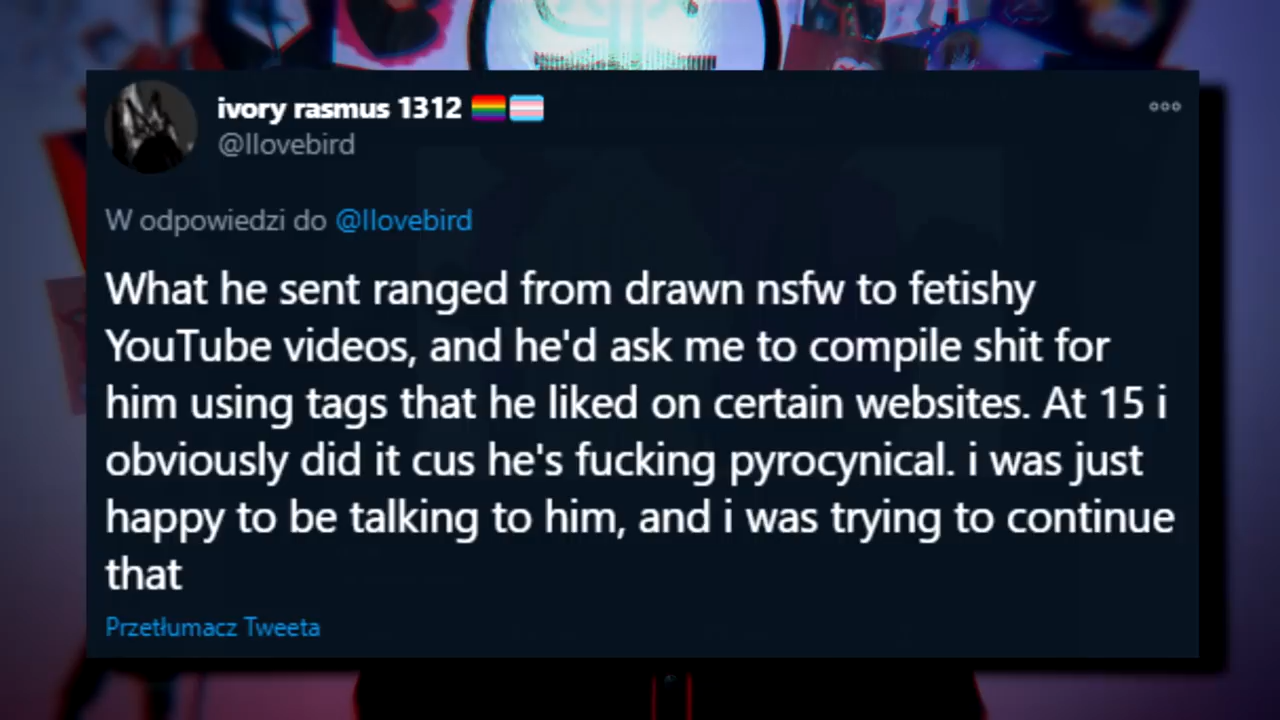 ivory rasmus 1312 🏳️‍🌈🏳️‍⚧️
@Ilovebird
W odpowiedzi do @Ilovebird
What he sent ranged from drawn nsfw to fetishy
YouTube videos, and he'd ask me to compile shit for
him using tags that he liked on certain websites. At 15 i
obviously did it cus he's fucking pyrocynical. i was just
happy to be talking to him, and i was trying to continue
that
Przetłumacz Tweeta